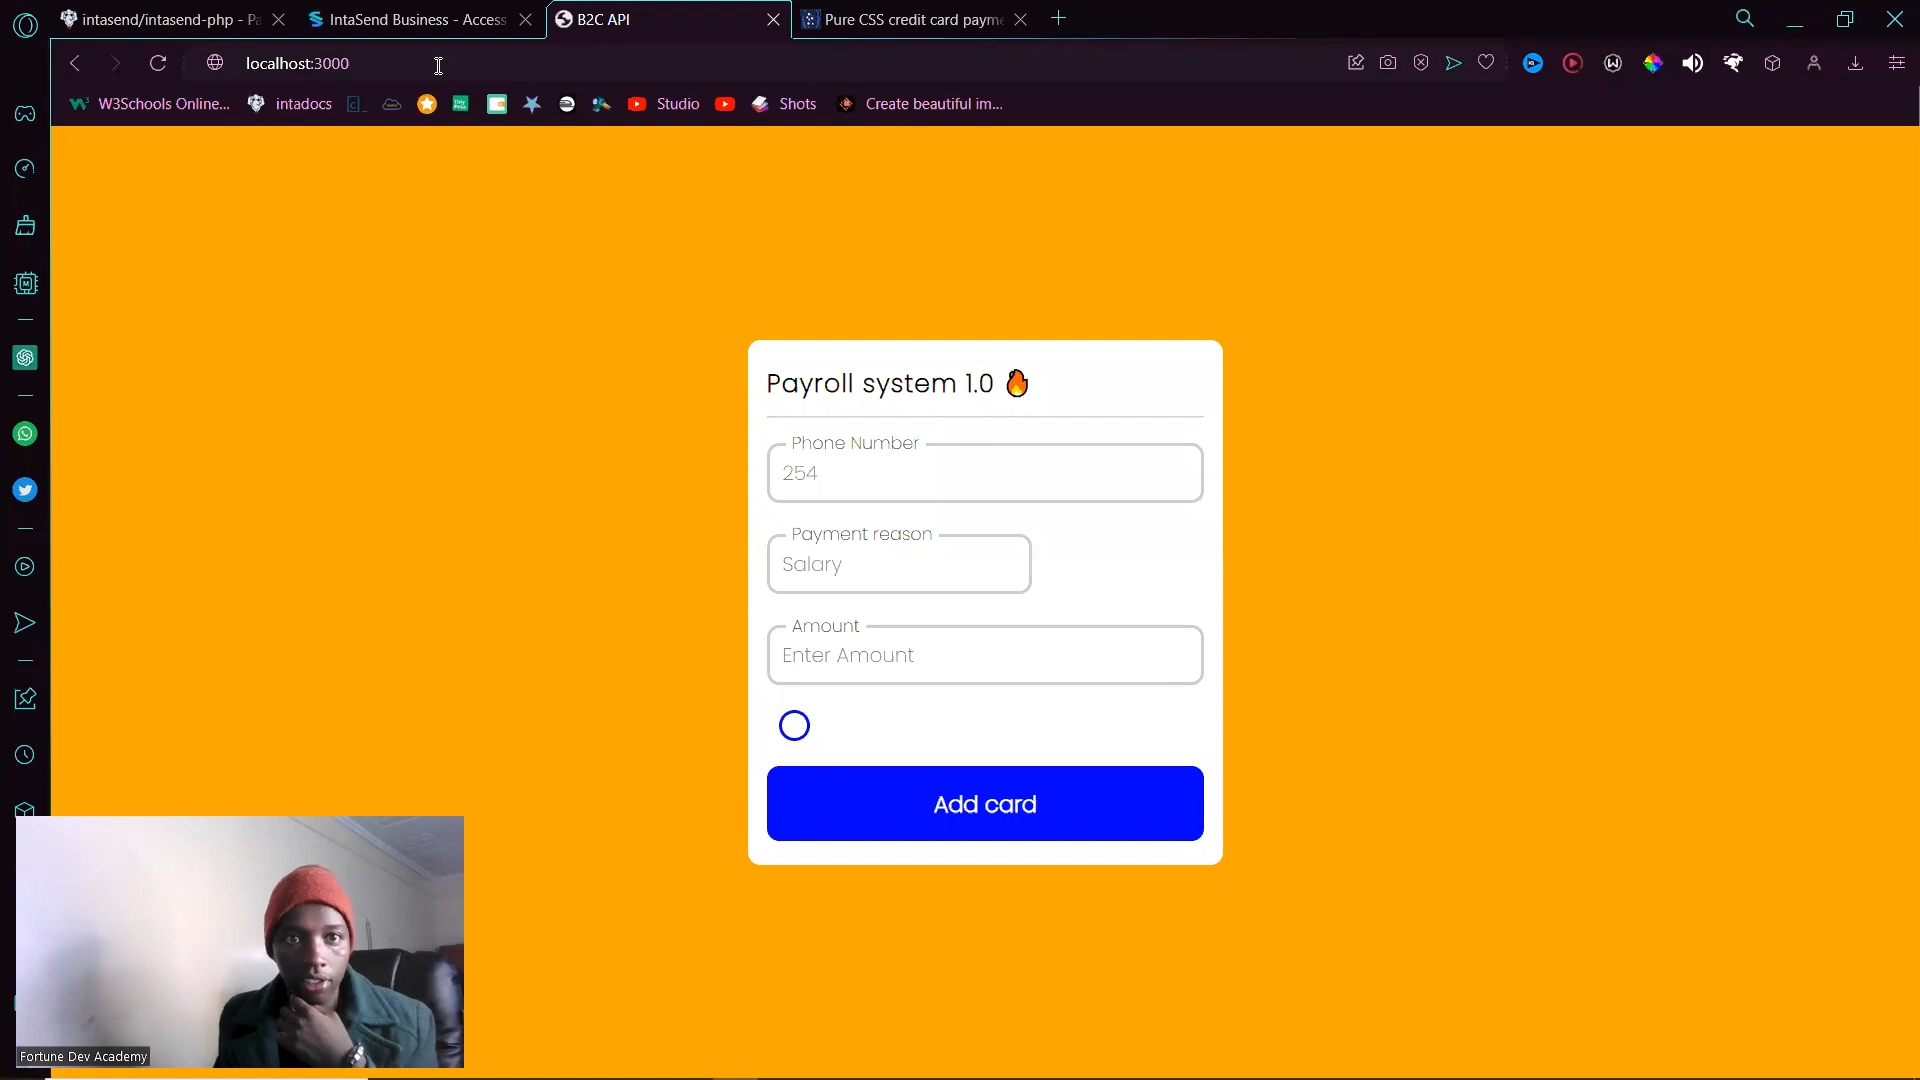 intasend/intasend-php - Pa
IntaSend Business - Access
B2C API
Pure CSS credit card payme
localhost:3000
W3Schools Online...
intadocs
Studio
Shots
Create beautiful im...
Payroll system 1.0 🔥
Phone Number
254
Payment reason
Salary
Amount
Enter Amount
Add card
Fortune Dev Academy